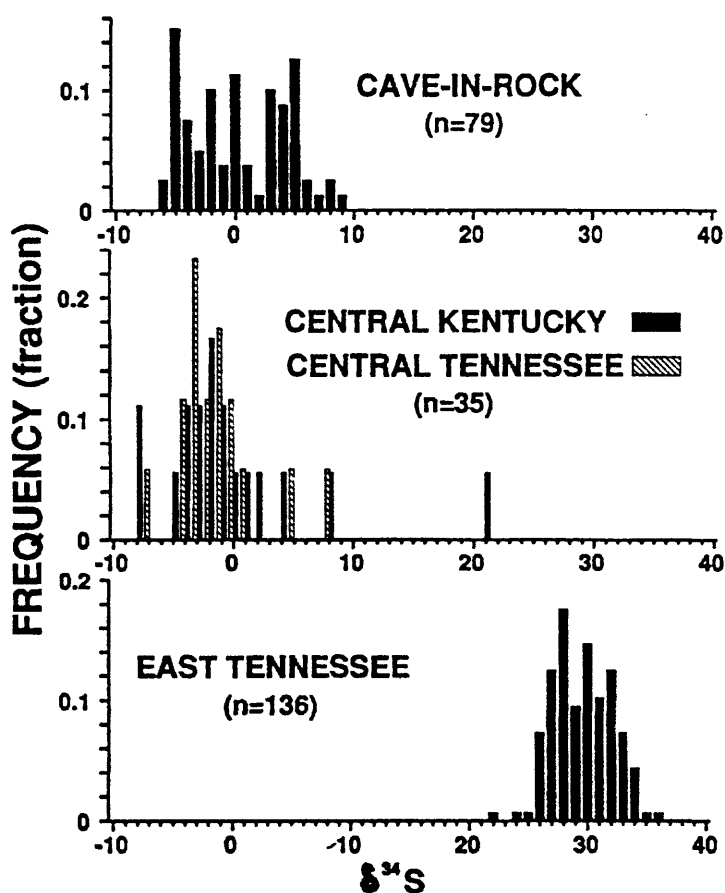 0.1
0
CAVE-IN-ROCK
(n=79)
-10 0 10 20 30 40
FREQUENCY (fraction)
0.2
0.1
0
CENTRAL KENTUCKY
CENTRAL TENNESSEE
(n=35)
-10 0 10 20 30 40
0.2
0.1
0
EAST TENNESSEE
(n=136)
-10 0 10 20 30 40
δ³⁴S